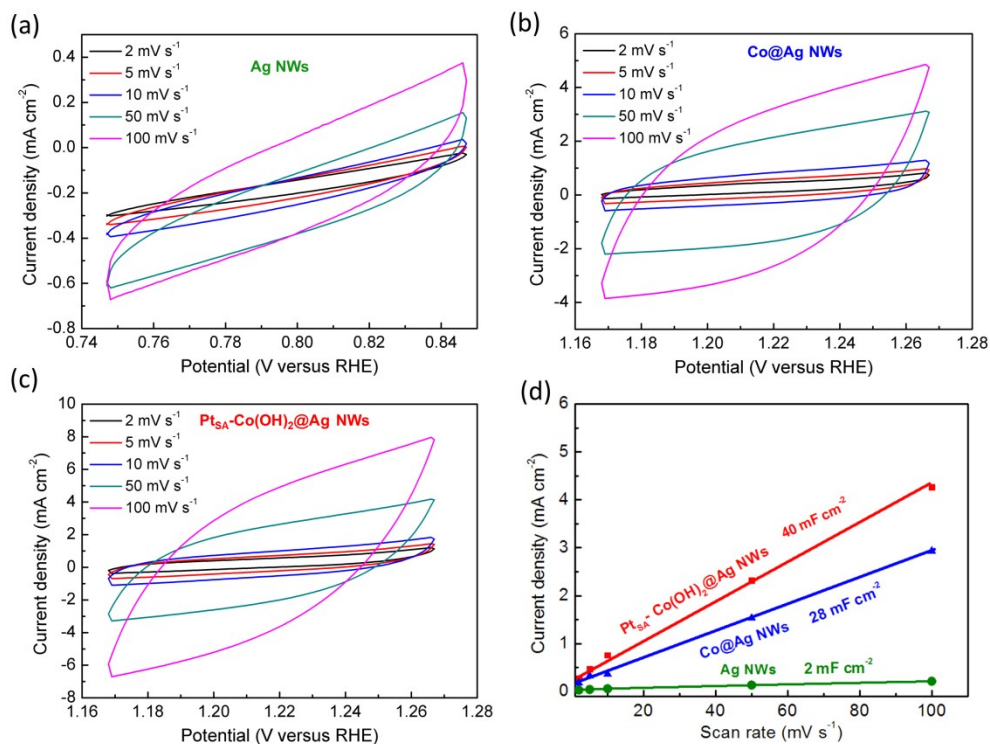 (a)
2 mV s⁻¹
5 mV s⁻¹
10 mV s⁻¹
50 mV s⁻¹
100 mV s⁻¹
Ag NWs
0.4
0.2
0.0
-0.2
-0.4
-0.6
-0.8
Current density (mA cm⁻²)
0.74 0.76 0.78 0.80 0.82 0.84
Potential (V versus RHE)
(b)
2 mV s⁻¹
5 mV s⁻¹
10 mV s⁻¹
50 mV s⁻¹
100 mV s⁻¹
Co@Ag NWs
6
4
2
0
-2
-4
-6
Current density (mA cm⁻²)
1.16 1.18 1.20 1.22 1.24 1.26 1.28
Potential (V versus RHE)
(c)
2 mV s⁻¹
5 mV s⁻¹
10 mV s⁻¹
50 mV s⁻¹
100 mV s⁻¹
Pt_SA-Co(OH)₂@Ag NWs
10
8
6
4
2
0
-2
-4
-6
-8
Current density (mA cm⁻²)
1.16 1.18 1.20 1.22 1.24 1.26 1.28
Potential (V versus RHE)
(d)
6
5
4
3
2
1
0
Current density (mA cm⁻²)
Pt_SA- Co(OH)₂@Ag NWs 40 mF cm⁻²
Co@Ag NWs 28 mF cm⁻²
Ag NWs 2 mF cm⁻²
0 20 40 60 80 100
Scan rate (mV s⁻¹)